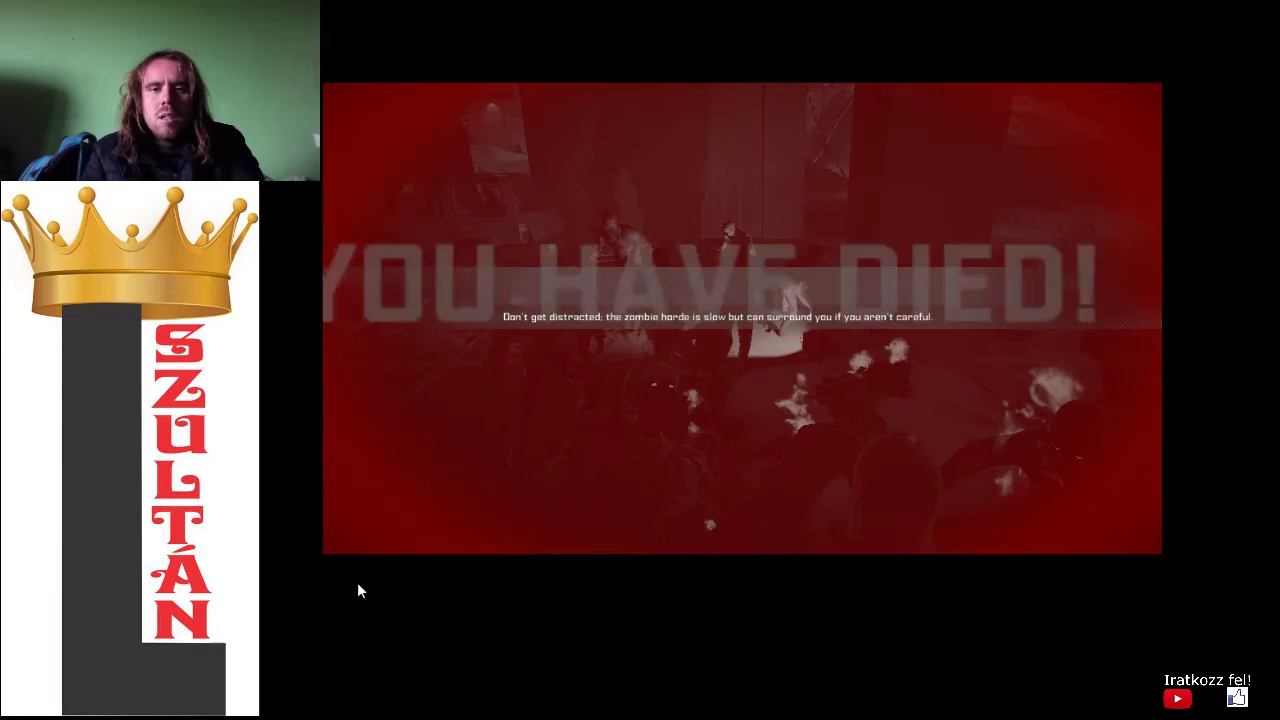 SZULTÁN
YOU HAVE DIED!
Don't get distracted: the zombie horde is slow but can surround you if you aren't careful.
Iratkozz fel!